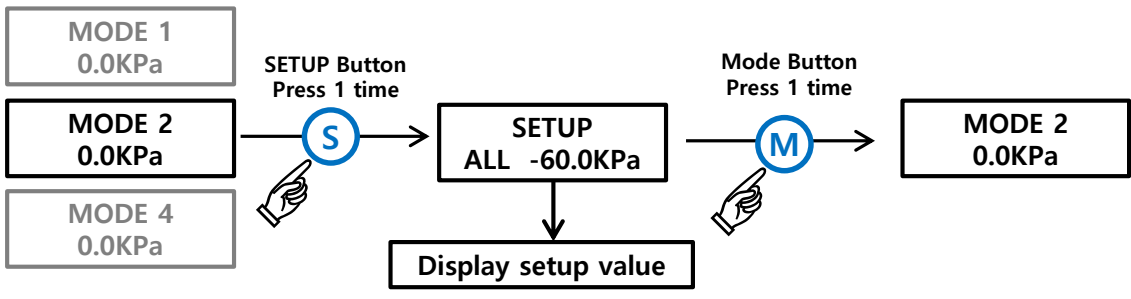 MODE 1
0.0KPa
MODE 2
0.0KPa
MODE 4
0.0KPa
SETUP Button
Press 1 time
S
SETUP
ALL -60.0KPa
Display setup value
Mode Button
Press 1 time
M
MODE 2
0.0KPa